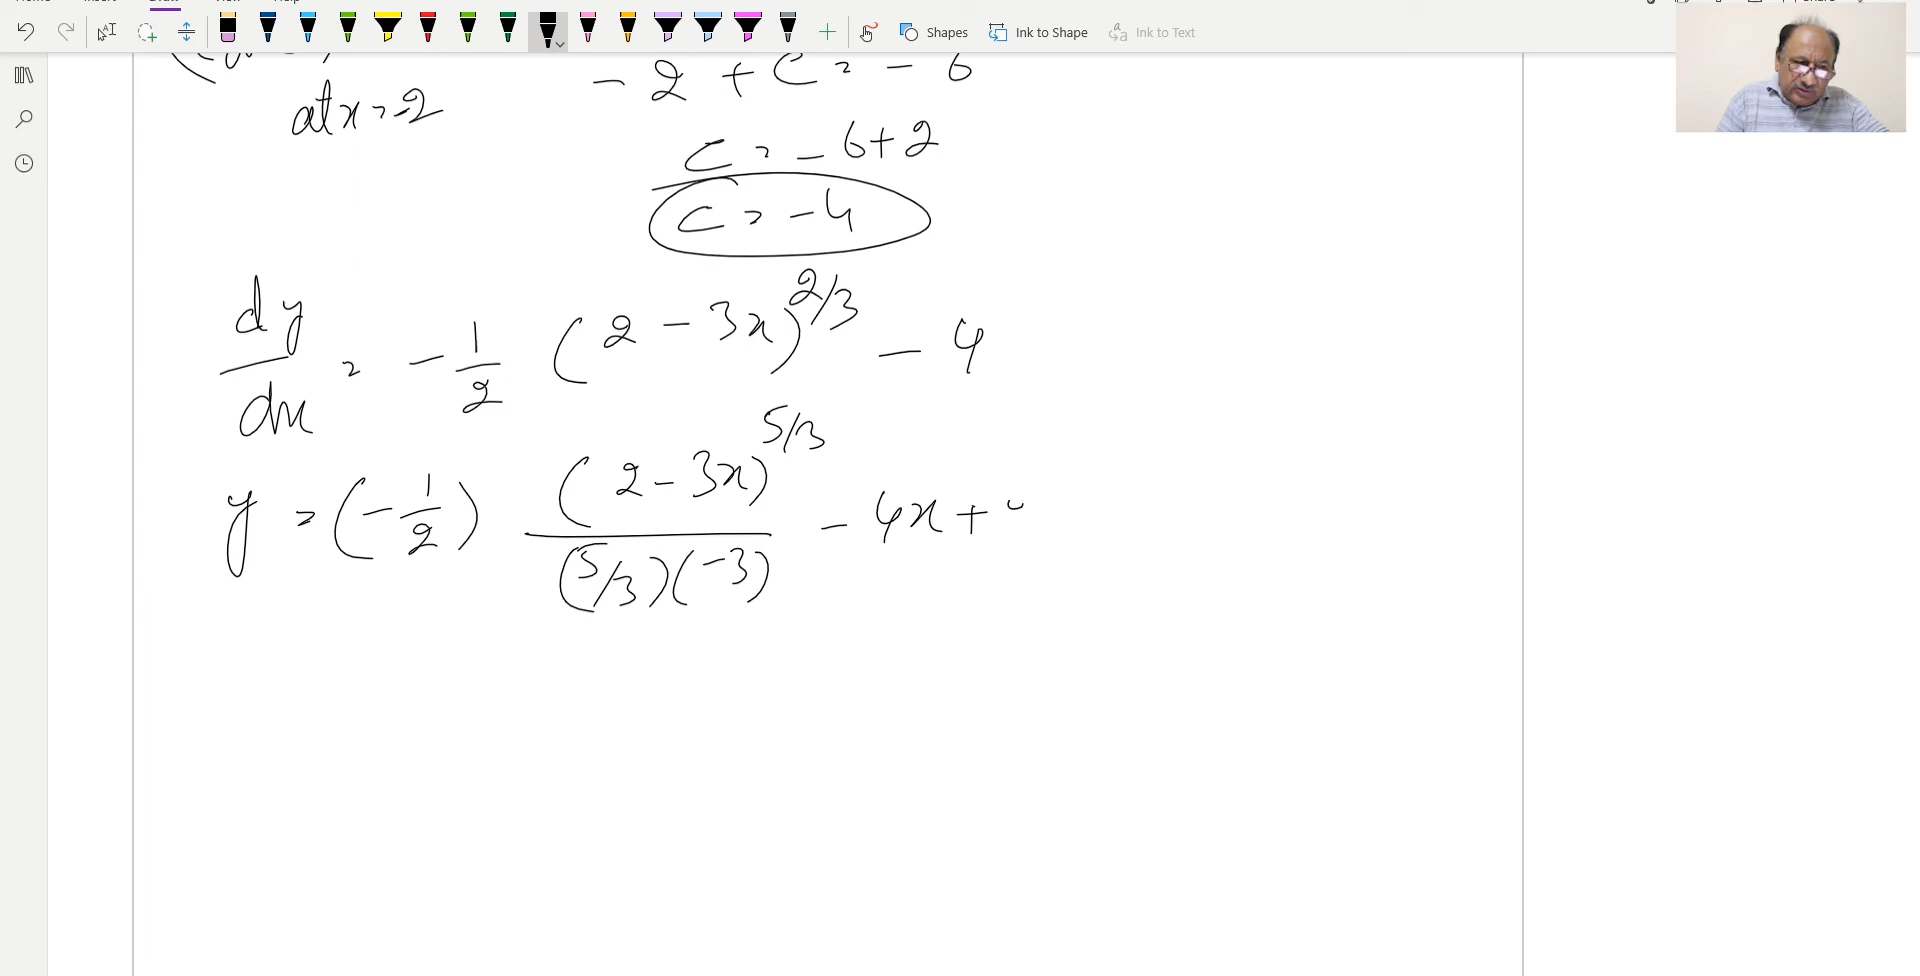 Shapes Ink to Shape Ink to Text
- 2 + c = - 6
at x = -2
c = - 6+2
c = -4
dy/dx = - 1/2 (2 - 3x)^2/3 - 4
y = (-1/2) (2-3x)^5/3 / (5/3)(-3) - 4x +